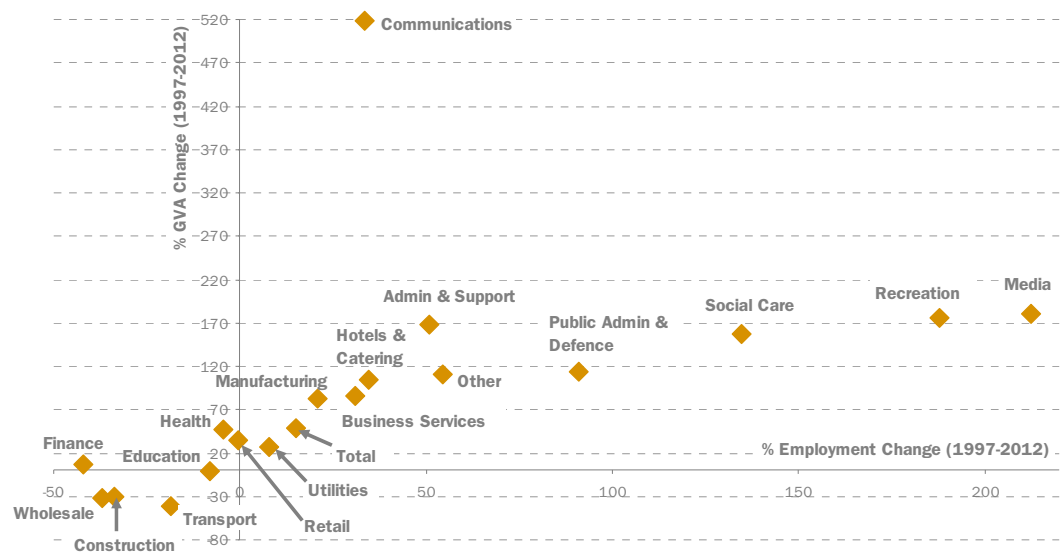 520
Communications
470
420
370
320
270
220
170
120
70
20
-30
-80
% GVA Change (1997-2012)
Admin & Support
Social Care
Recreation
Media
Public Admin &
Defence
Hotels &
Catering
Manufacturing
Other
Business Services
Health
Total
% Employment Change (1997-2012)
Finance
Education
Utilities
-50
0
50
100
150
200
Wholesale
Transport
Retail
Construction